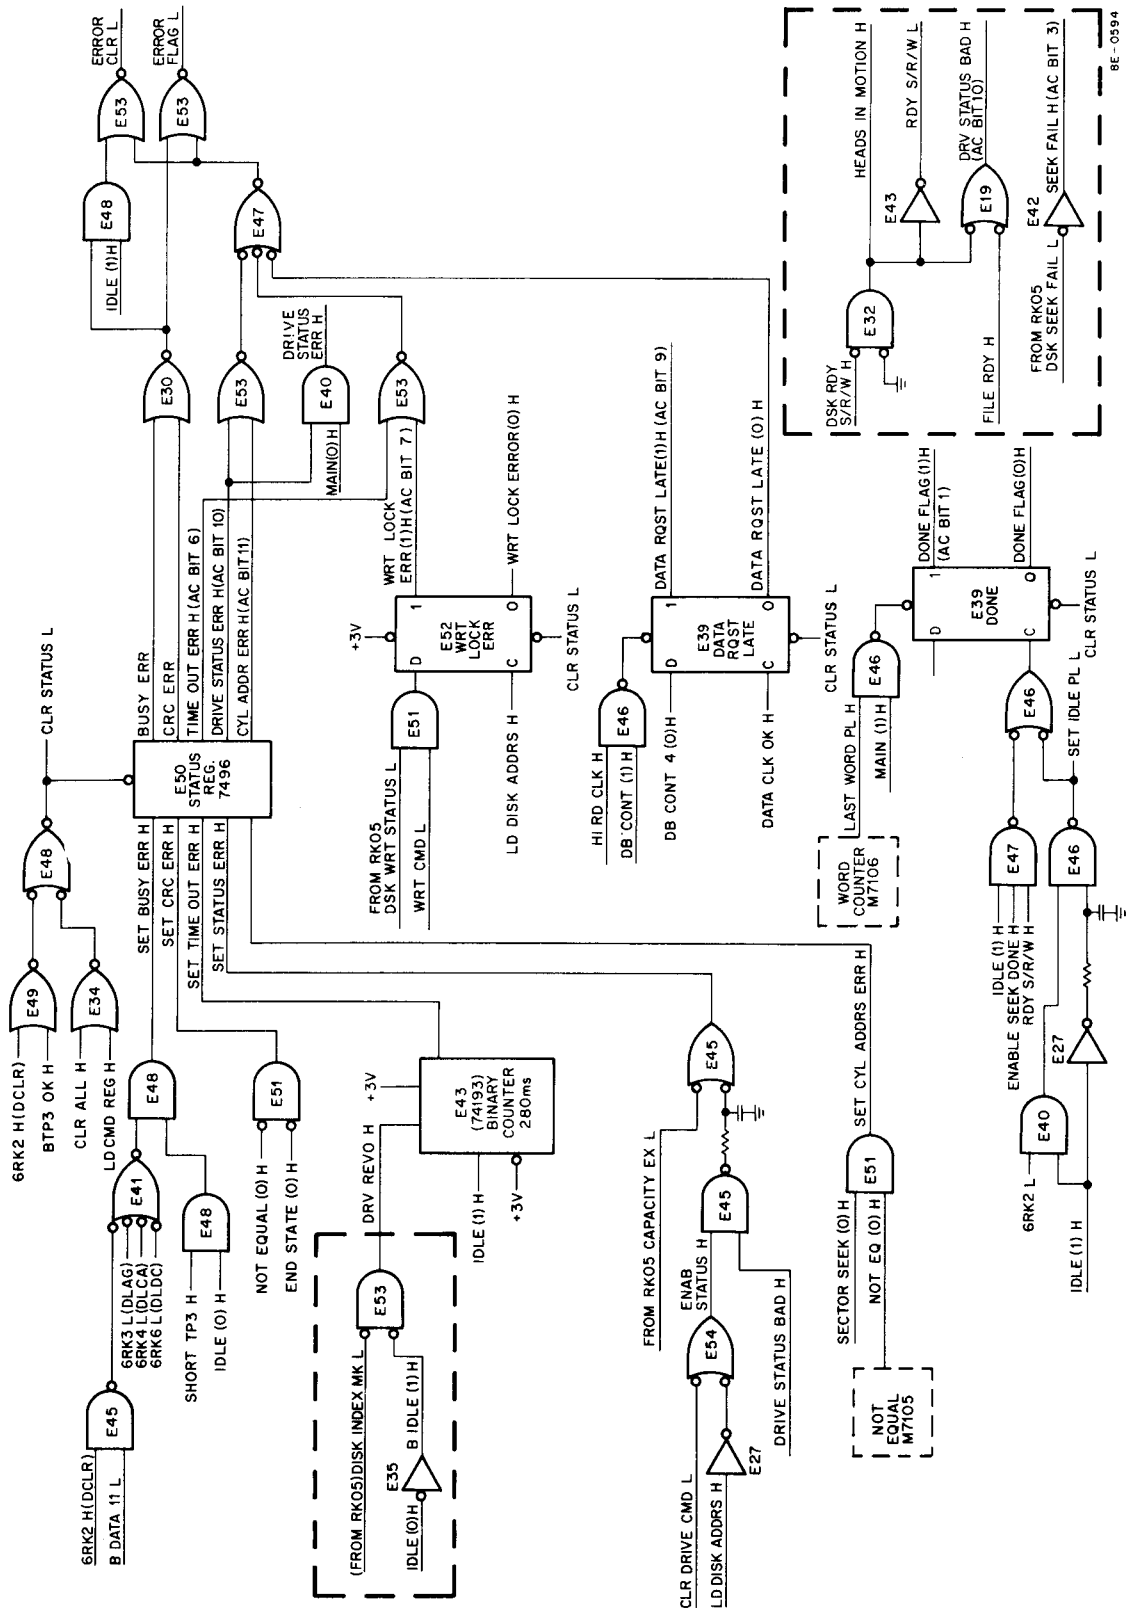 6RK2 H(DCLR)
BTP3 OK H
CLR ALL H
LD CMD REG H
E49
E34
E48
CLR STATUS L
6RK2 H(DCLR)
B DATA 11 L
E45
6RK3 L(DLAG)
6RK4 L(DLCA)
6RK6 L(DLDC)
E41
SHORT TP3 H
IDLE (0) H
E48
E48
SET BUSY ERR H
SET CRC ERR H
SET TIME OUT ERR H
SET STATUS ERR H
E50
STATUS
REG.
7496
BUSY ERR
CRC ERR
TIME OUT ERR H(AC BIT 6)
DRIVE STATUS ERR H(AC BIT 10)
CYL ADDR ERR H(AC BIT 11)
E30
IDLE (1) H
E48
E53
ERROR
CLR L
E53
ERROR
FLAG L
E53
E47
MAIN(0) H
E40
DRIVE
STATUS
ERR H
E53
NOT EQUAL (0) H
END STATE (0) H
E51
(FROM RK05)DISK INDEX MK L
IDLE(0)H
E35
B IDLE (1) H
E53
DRV REVO H
+3V
IDLE (1) H
+3V
E43
(74193)
BINARY
COUNTER
280ms
FROM RK05
DSK WRT STATUS L
WRT CMD L
E51
LD DISK ADDRS H
+3V
D
1
C
0
E52
WRT
LOCK
ERR
WRT LOCK
ERR(1)H(AC BIT 7)
WRT LOCK ERROR(0) H
CLR STATUS L
HI RD CLK H
DB CONT (1) H
E46
DB CONT 4 (0) H
DATA CLK OK H
D
1
C
0
E39
DATA
RQST
LATE
DATA RQST LATE(1)H (AC BIT 9)
DATA RQST LATE (0) H
CLR STATUS L
FROM RK05 CAPACITY EX L
CLR DRIVE CMD L
LD DISK ADDRS H
E27
E54
ENAB
STATUS H
DRIVE STATUS BAD H
E45
E45
SECTOR SEEK (0) H
NOT EQ (0) H
NOT
EQUAL
M7105
E51
SET CYL ADDRS ERR H
WORD
COUNTER
M7106
LAST WORD PL H
MAIN (1) H
E46
D
1
C
0
E39
DONE
DONE FLAG(1)H
(AC BIT 1)
DONE FLAG(0)H
CLR STATUS L
IDLE (1) H
ENABLE SEEK DONE H
RDY S/R/W H
E47
E46
SET IDLE PL L
6RK2 L
IDLE (1) H
E40
E27
E46
DSK RDY
S/R/W H
E32
HEADS IN MOTION H
E43
RDY S/R/W L
FILE RDY H
E19
DRV STATUS BAD H
(AC BIT 10)
FROM RK05
DSK SEEK FAIL L
E42
SEEK FAIL H (AC BIT 3)
8E-0594